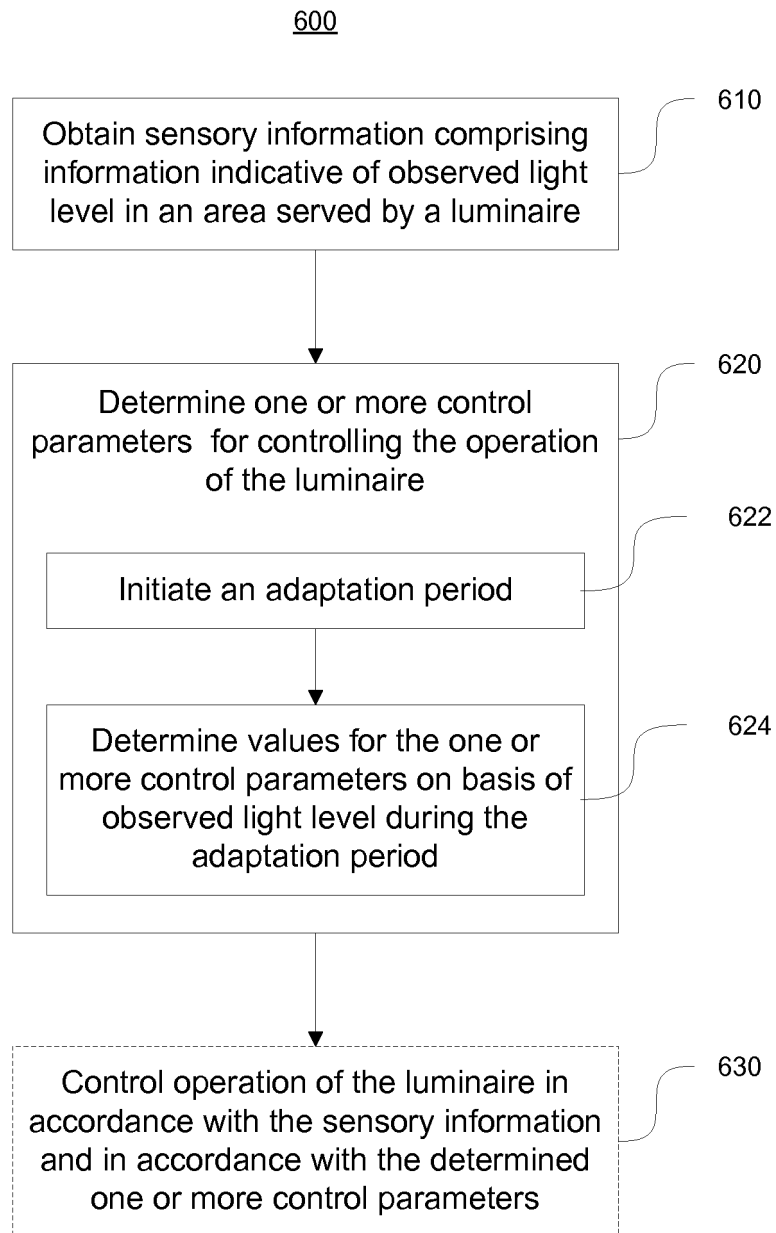 600
610
Obtain sensory information comprising
information indicative of observed light
level in an area served by a luminaire
620
Determine one or more control
parameters for controlling the operation
of the luminaire
622
Initiate an adaptation period
624
Determine values for the one or
more control parameters on basis of
observed light level during the
adaptation period
630
Control operation of the luminaire in
accordance with the sensory information
and in accordance with the determined
one or more control parameters